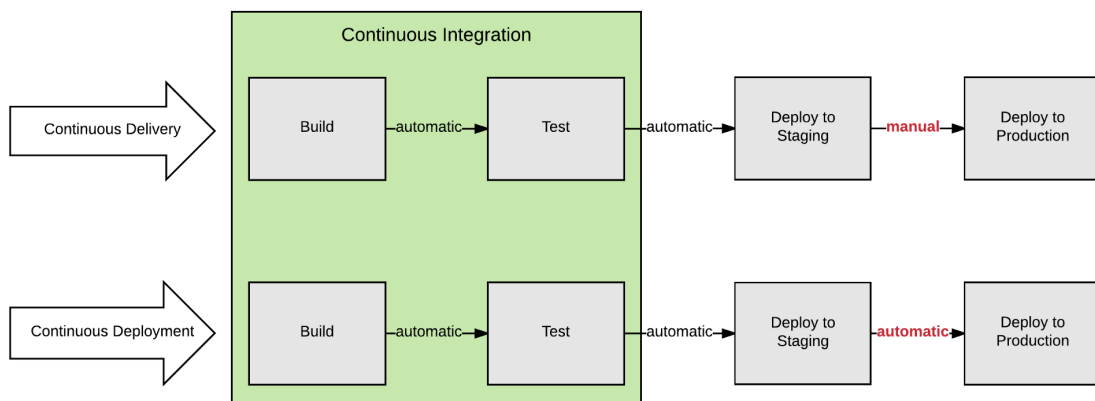 Continuous Integration
Continuous Delivery
Build
automatic
Test
automatic
Deploy to
Staging
manual
Deploy to
Production
Continuous Deployment
Build
automatic
Test
automatic
Deploy to
Staging
automatic
Deploy to
Production